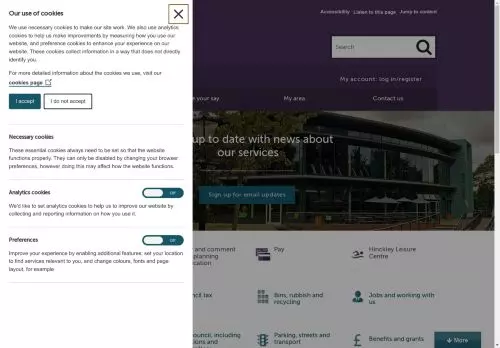 Our use of cookies
We use necessary cookies to make our site work. We also use analytics
cookies to help us make improvements by measuring how you use our
website, and preference cookies to enhance your experience on our
website. These cookies collect information in a way that does not directly
identify you.
For more detailed information about the cookies we use, visit our
cookies page
I accept
I do not accept
Necessary cookies
These essential cookies always need to be set so that the website
functions properly. They can only be disabled by changing your browser
preferences, however doing this may affect how the website functions.
Analytics cookies
Off
We'd like to set analytics cookies to help us to improve our website by
collecting and reporting information on how you use it.
Preferences
Off
Improve your experience by enabling additional features; set your location
to find services relevant to you, and change colours, fonts and page
layout, for example
Accessibility
Listen to this page
Jump to content
Search
My account: log in/register
your say
My area
Contact us
up to date with news about
our services
Sign up for email updates
and comment
planning
Pay
Hinckley Leisure
Centre
tax
Bins, rubbish and
recycling
Jobs and working with
us
council, including
and
Parking, streets and
transport
Benefits and grants
More